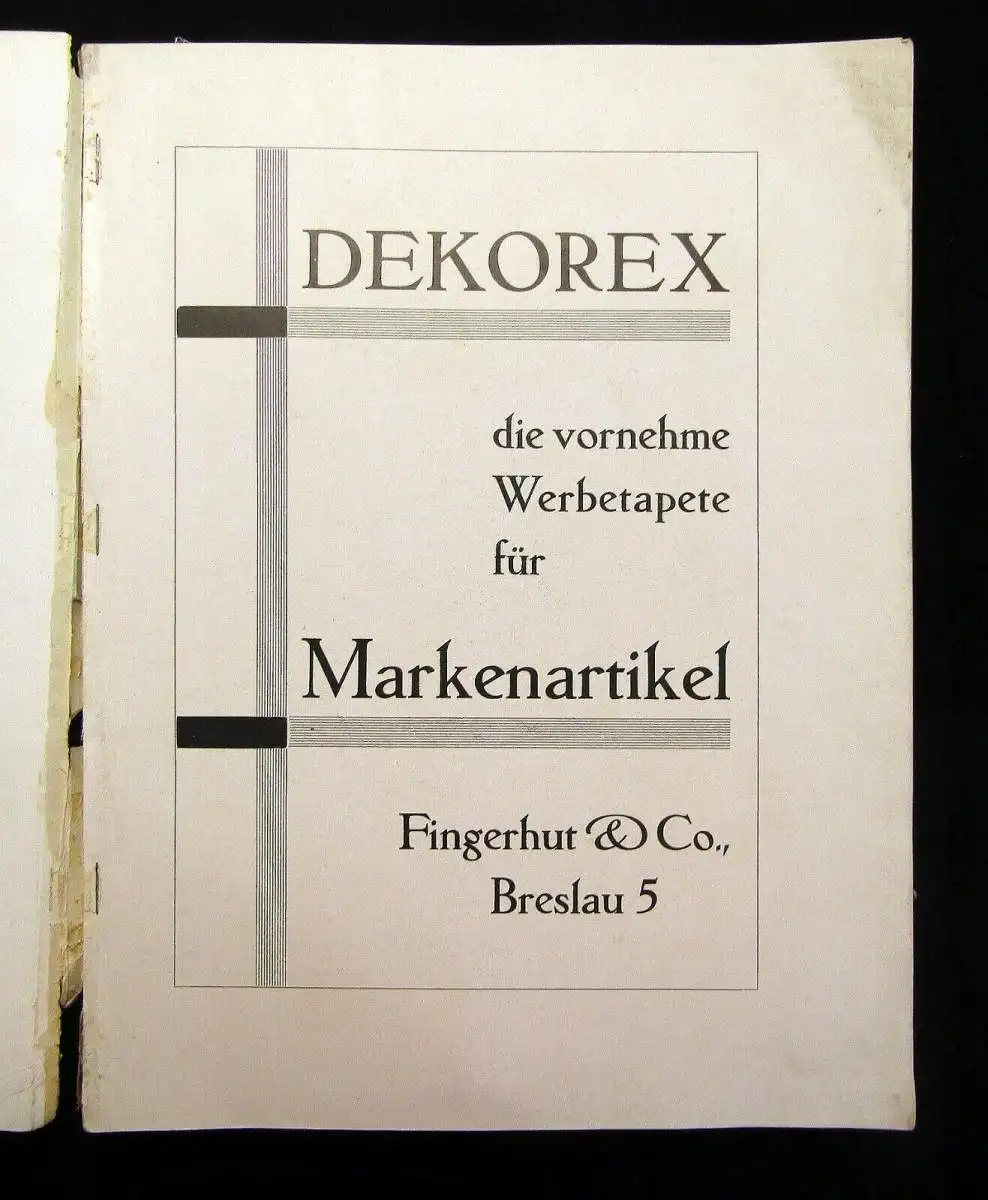 DEKOREX
die vornehme
Werbetapete
für
Markenartikel
Fingerhut & Co.,
Breslau 5